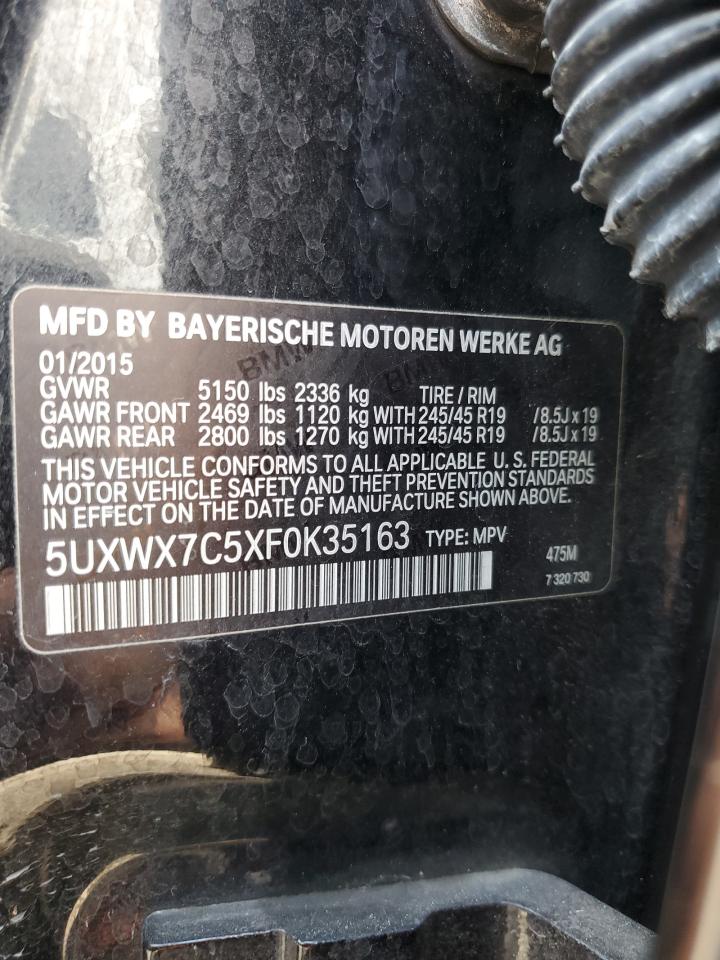 MFD BY BAYERISCHE MOTOREN WERKE AG
01/2015
GVWR 5150 lbs 2336 kg TIRE / RIM
GAWR FRONT 2469 lbs 1120 kg WITH 245/45 R19 /8.5J x 19
GAWR REAR 2800 lbs 1270 kg WITH 245/45 R19 /8.5J x 19
THIS VEHICLE CONFORMS TO ALL APPLICABLE U. S. FEDERAL
MOTOR VEHICLE SAFETY AND THEFT PREVENTION STANDARDS
IN EFFECT ON THE DATE OF MANUFACTURE SHOWN ABOVE.
5UXWX7C5XF0K35163 TYPE: MPV 475M
7 320 730
BMW
BMW